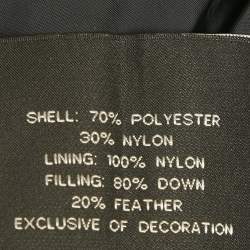 SHELL: 70% POLYESTER
30% NYLON
LINING: 100% NYLON
FILLING: 80% DOWN
20% FEATHER
EXCLUSIVE OF DECORATION